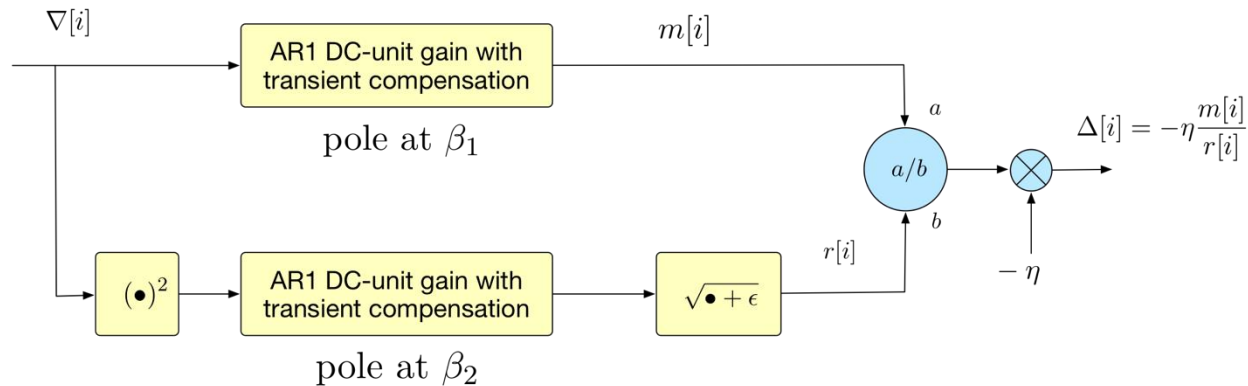 ∇[i]
AR1 DC-unit gain with
transient compensation
pole at β₁
m[i]
a
a/b
b
Δ[i] = −η m[i]/r[i]
− η
(•)²
AR1 DC-unit gain with
transient compensation
pole at β₂
√(• + ϵ)
r[i]